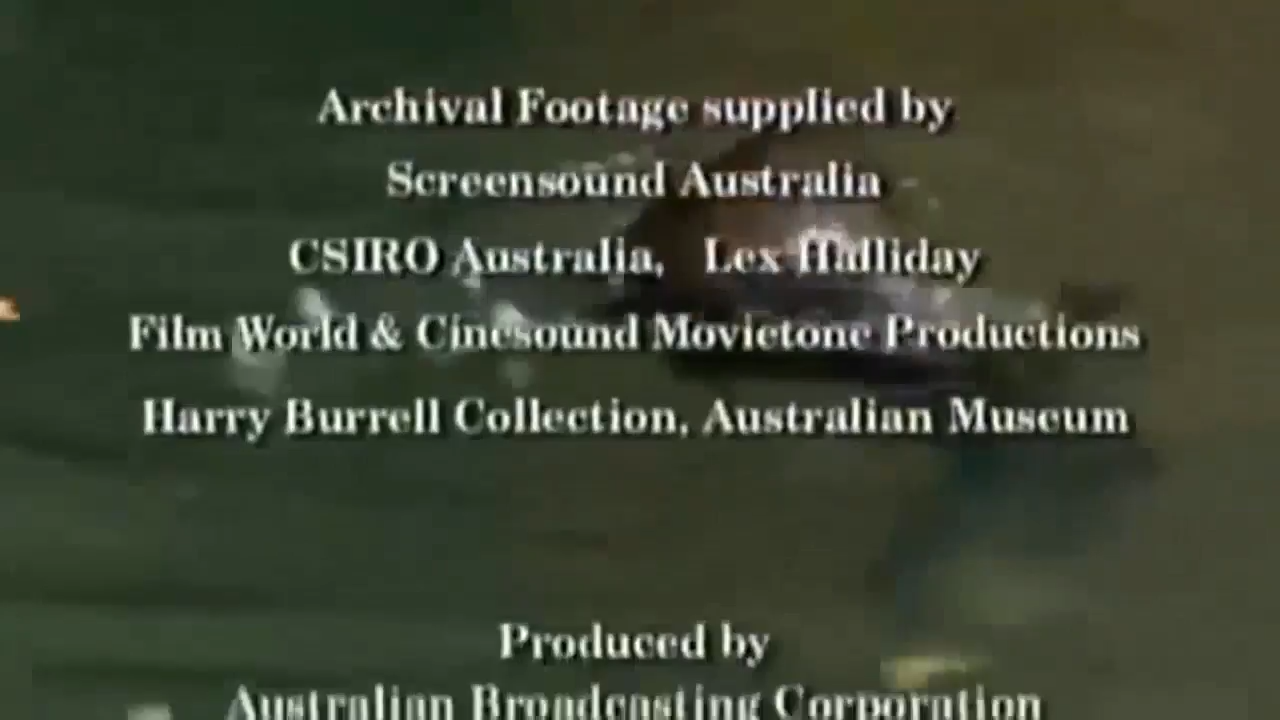 Archival Footage supplied by
Screensound Australia
CSIRO Australia, Lex Halliday
Film World & Cinesound Movietone Productions
Harry Burrell Collection, Australian Museum
Produced by
Australian Broadcasting Corporation